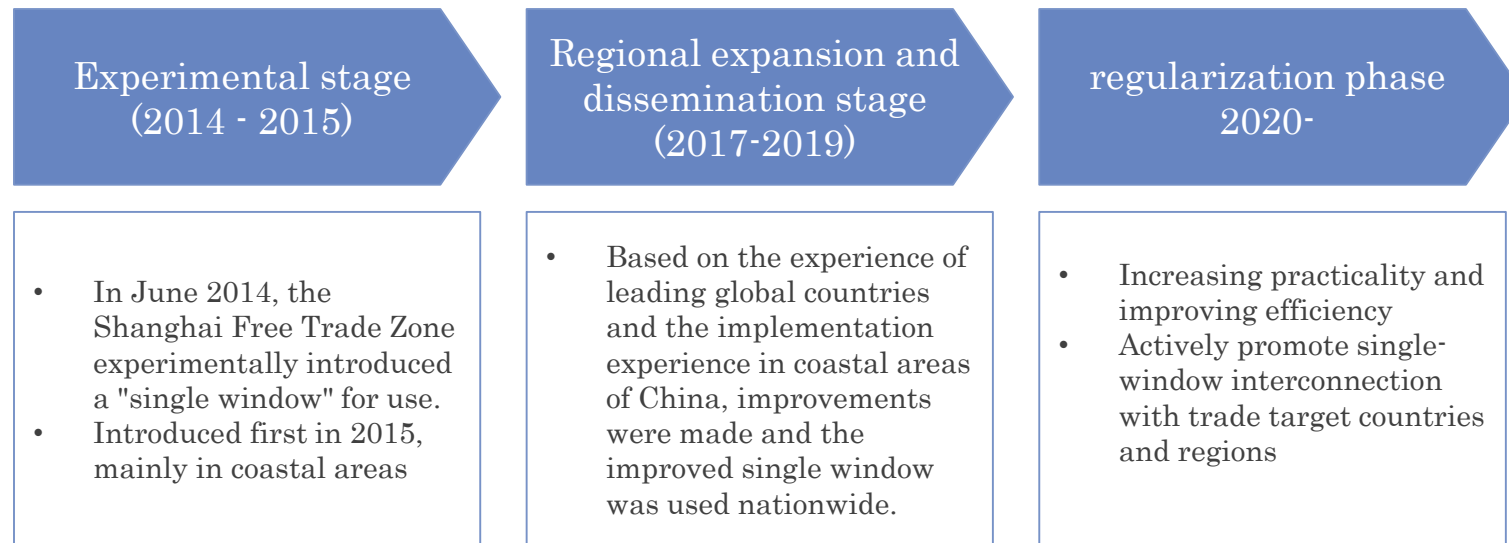 Experimental stage
(2014 - 2015)
• In June 2014, the
Shanghai Free Trade Zone
experimentally introduced
a "single window" for use.
• Introduced first in 2015,
mainly in coastal areas
Regional expansion and
dissemination stage
(2017-2019)
• Based on the experience of
leading global countries
and the implementation
experience in coastal areas
of China, improvements
were made and the
improved single window
was used nationwide.
regularization phase
2020-
• Increasing practicality and
improving efficiency
• Actively promote single-
window interconnection
with trade target countries
and regions